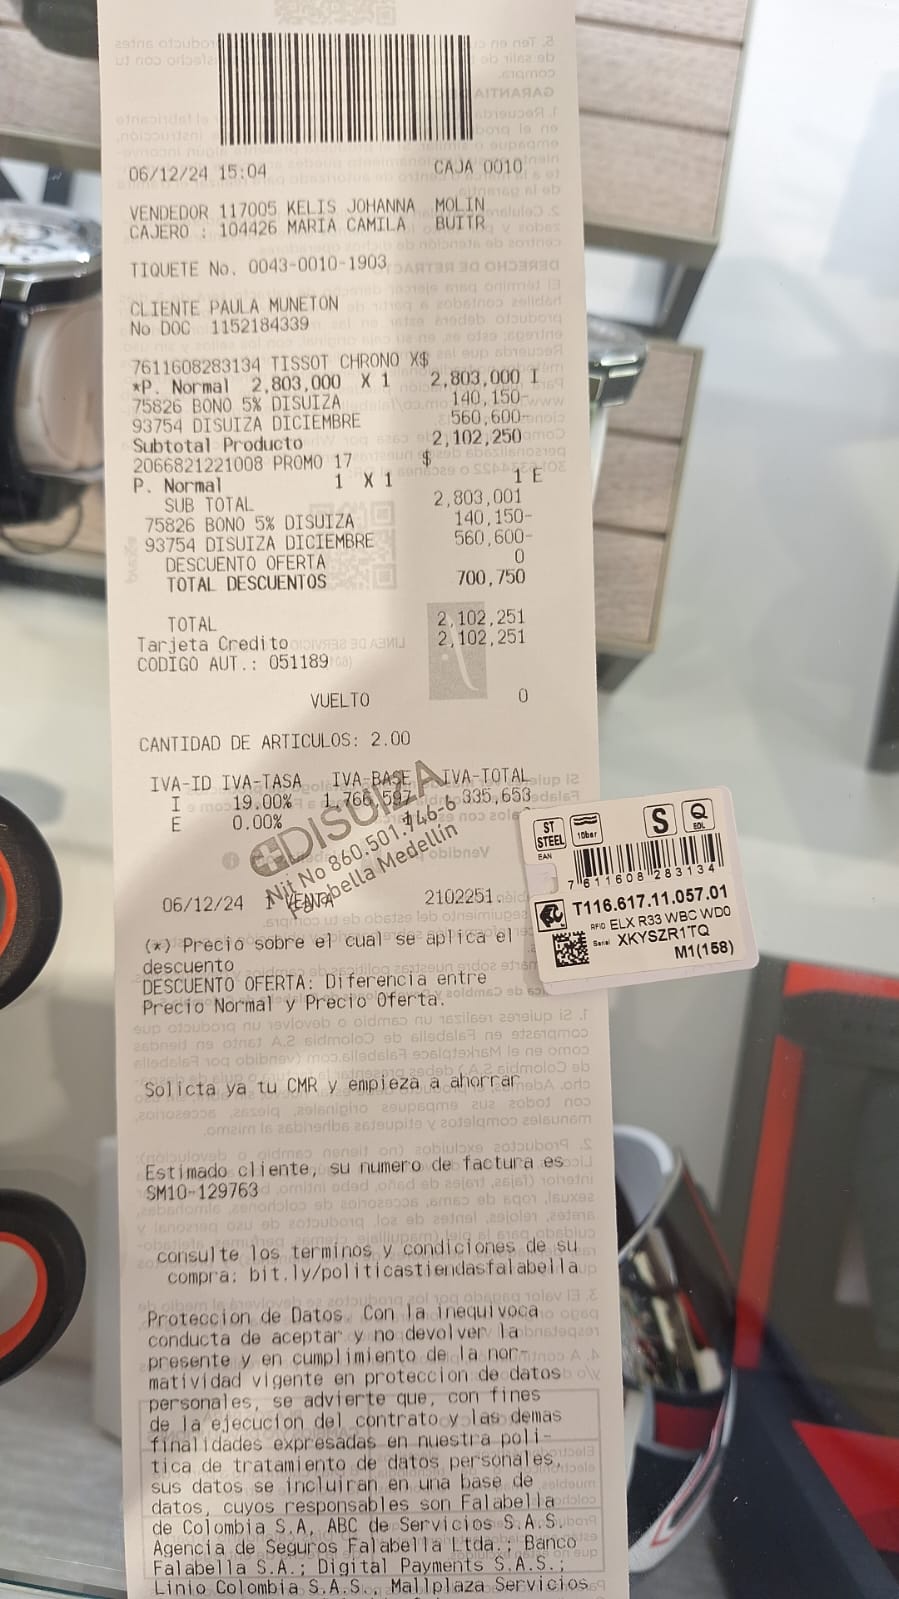 06/12/24 15:04 CAJA 0010
VENDEDOR 117005 KELIS JOHANNA MOLIN
CAJERO : 104426 MARIA CAMILA BUITR
TIQUETE No. 0043-0010-1903
CLIENTE PAULA MUNETON
No DOC 1152184339
7611608283134 TISSOT CHRONO X$
*P. Normal 2,803,000 X 1 2,803,000 I
75826 BONO 5% DISUIZA 140,150-
93754 DISUIZA DICIEMBRE 560,600-
Subtotal Producto 2,102,250
2066821221008 PROMO 17 $
P. Normal 1 X 1 1 E
SUB TOTAL 2,803,001
75826 BONO 5% DISUIZA 140,150-
93754 DISUIZA DICIEMBRE 560,600-
DESCUENTO OFERTA 0
TOTAL DESCUENTOS 700,750
TOTAL 2,102,251
Tarjeta Credito 2,102,251
CODIGO AUT.: 051189
VUELTO 0
CANTIDAD DE ARTICULOS: 2.00
IVA-ID IVA-TASA IVA-BASE IVA-TOTAL
I 19.00% 1,766,597 335,653
E 0.00%
DISUIZA
Nit No 860.501.146-6
Falabella Medellín
06/12/24 1 VENTA 2102251
(*) Precio sobre el cual se aplica el
descuento
DESCUENTO OFERTA: Diferencia entre
Precio Normal y Precio Oferta.
Solicta ya tu CMR y empieza a ahorrar
Estimado cliente, su numero de factura es
SM10-129763
consulte los terminos y condiciones de su
compra: bit.ly/politicastiendasfalabella
Proteccion de Datos. Con la inequivoca
conducta de aceptar y no devolver la
presente y en cumplimiento de la nor-
matividad vigente en proteccion de datos
personales, se advierte que, con fines
de la ejecucion del contrato y las demas
finalidades expresadas en nuestra poli-
tica de tratamiento de datos personales,
sus datos se incluiran en una base de
datos, cuyos responsables son Falabella
de Colombia S.A, ABC de Servicios S.A.S,
Agencia de Seguros Falabella Ltda.; Banco
Falabella S.A.; Digital Payments S.A.S.;
Linio Colombia S.A.S., Mallplaza Servicios
ST
STEEL
10bar
S
Q
EOL
EAN
7 611608 283134
T116.617.11.057.01
RFID ELX R33 WBC WD0
Serial XKYSZR1TQ
M1(158)